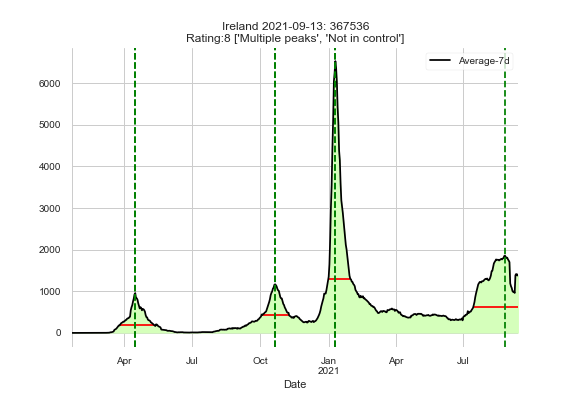 Ireland 2021-09-13: 367536
Rating:8 ['Multiple peaks', 'Not in control']
Average-7d
6000
5000
4000
3000
2000
1000
0
Apr Jul Oct Jan Apr Jul
2021
Date